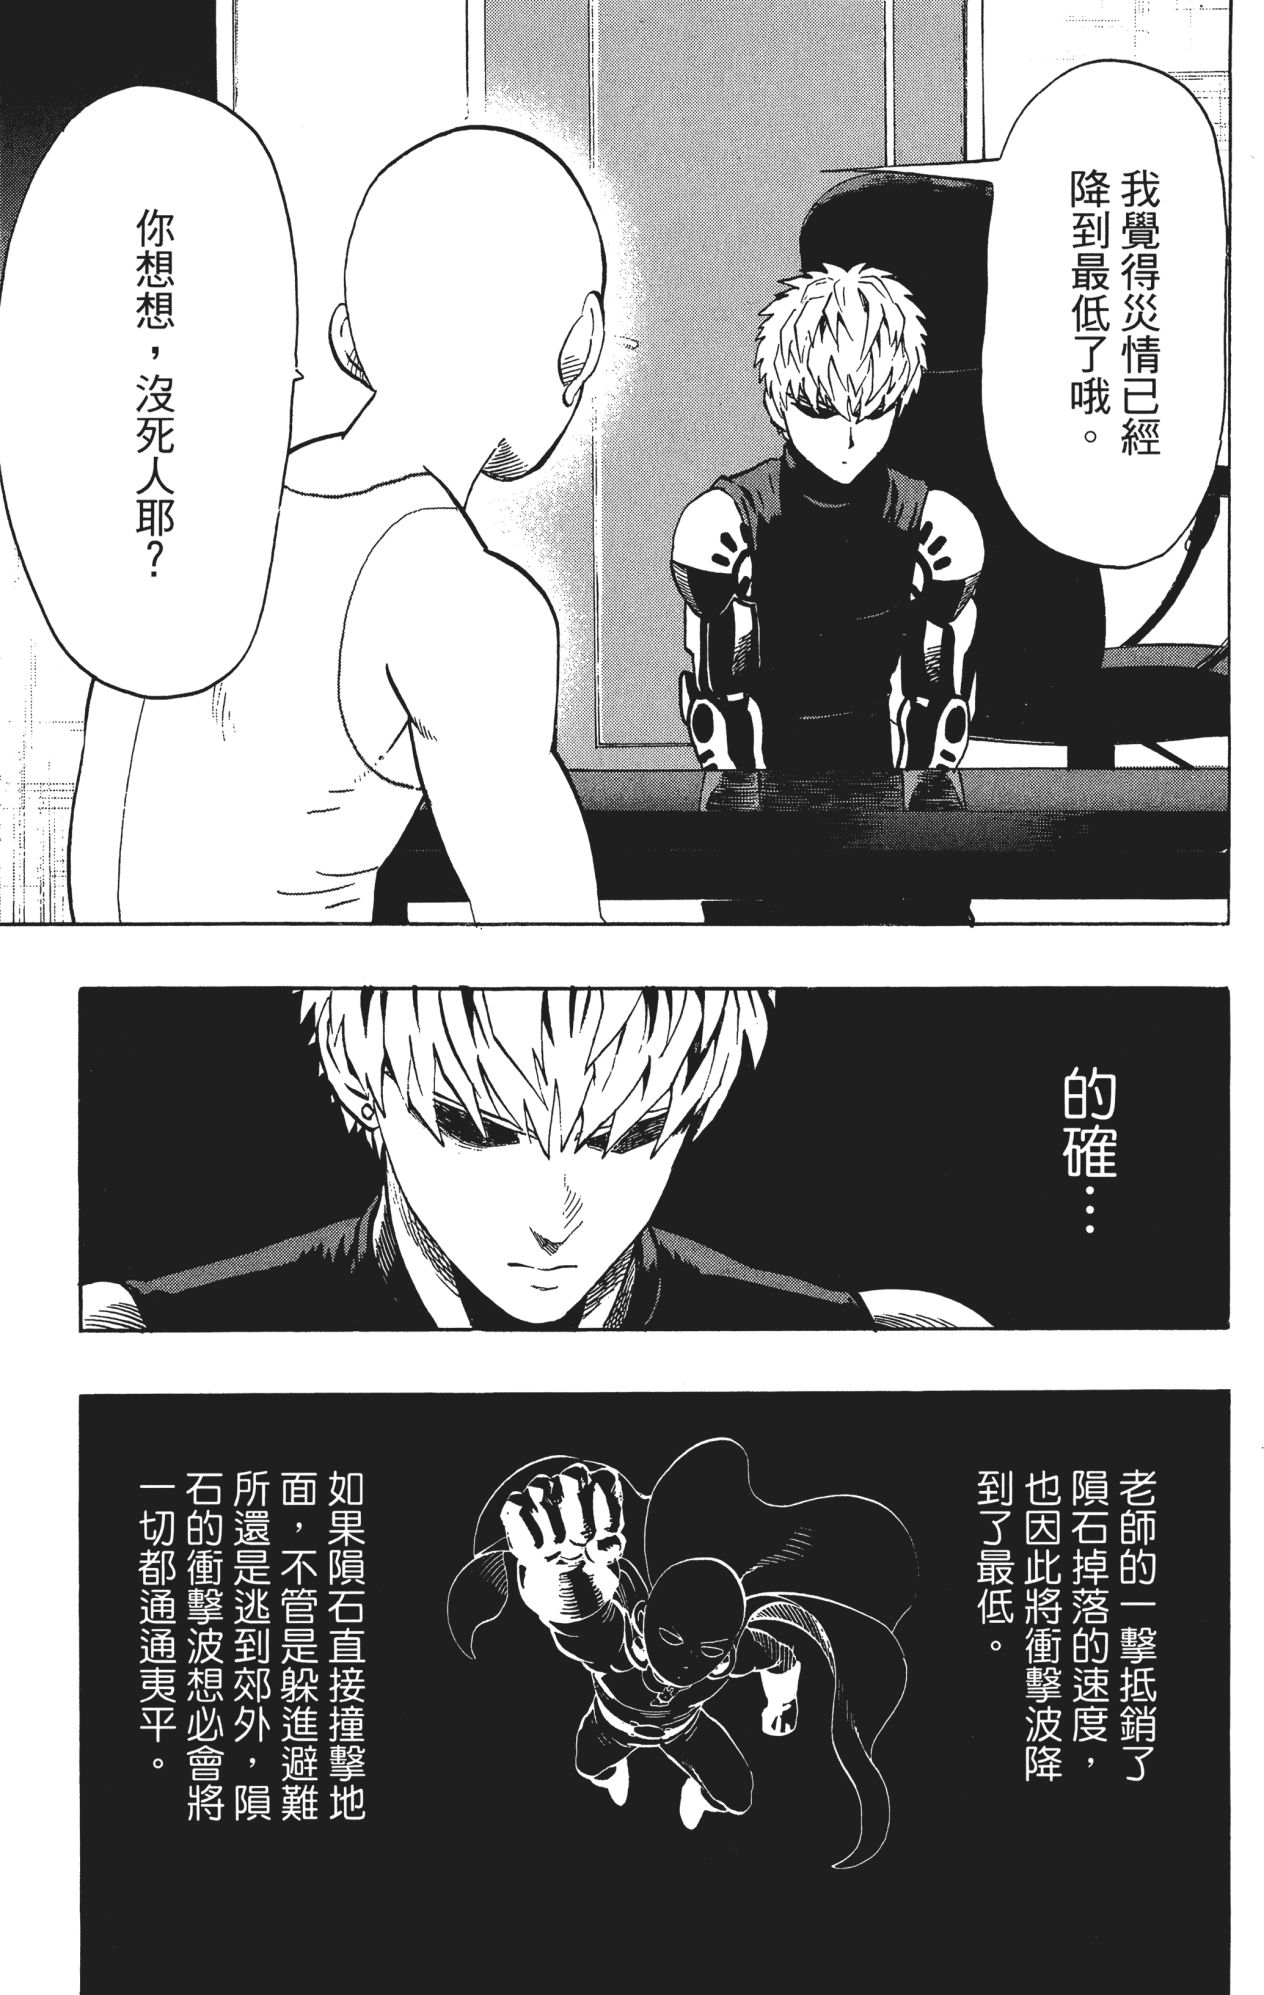 我覺得災情已經
降到最低了哦。
你想想，沒死人耶？
的確…
老師的一擊抵銷了
隕石掉落的速度，
也因此將衝擊波降
到了最低。
如果隕石直接撞擊地
面，不管是躲進避難
所還是逃到郊外，隕
石的衝擊波想必會將
一切都通通夷平。